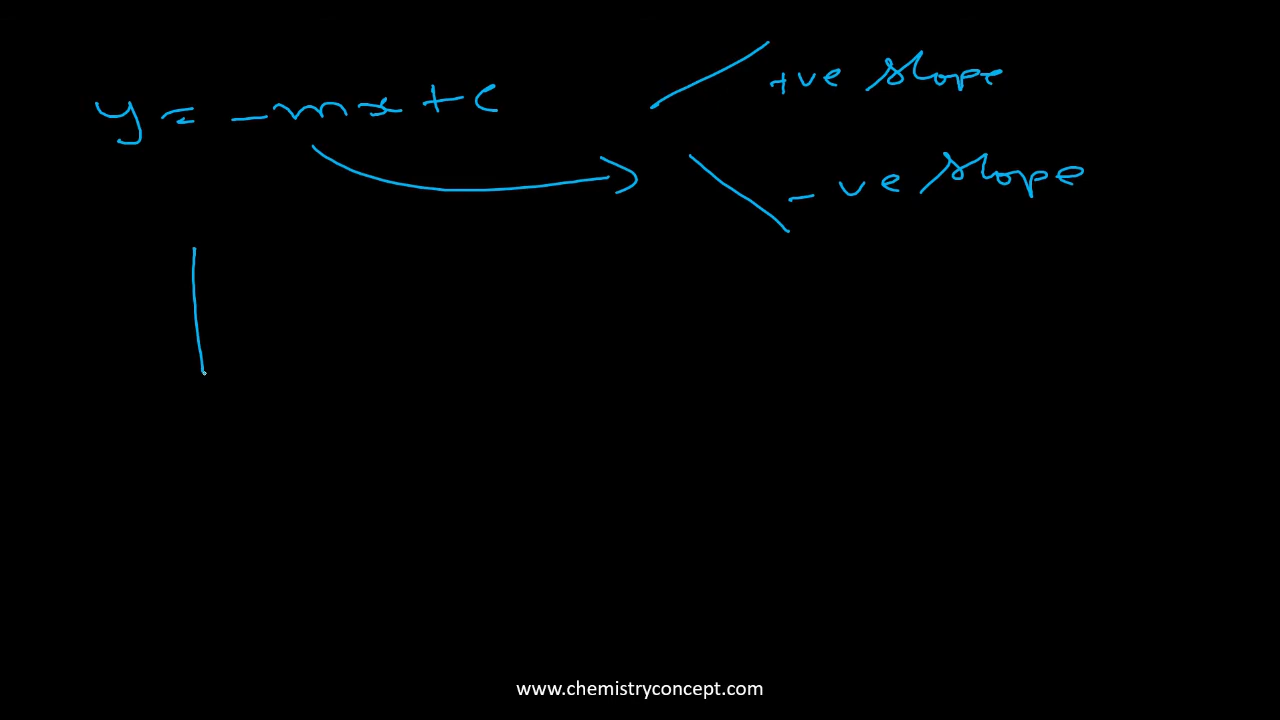 y = -mx + c
+ve slope
-ve slope
www.chemistryconcept.com